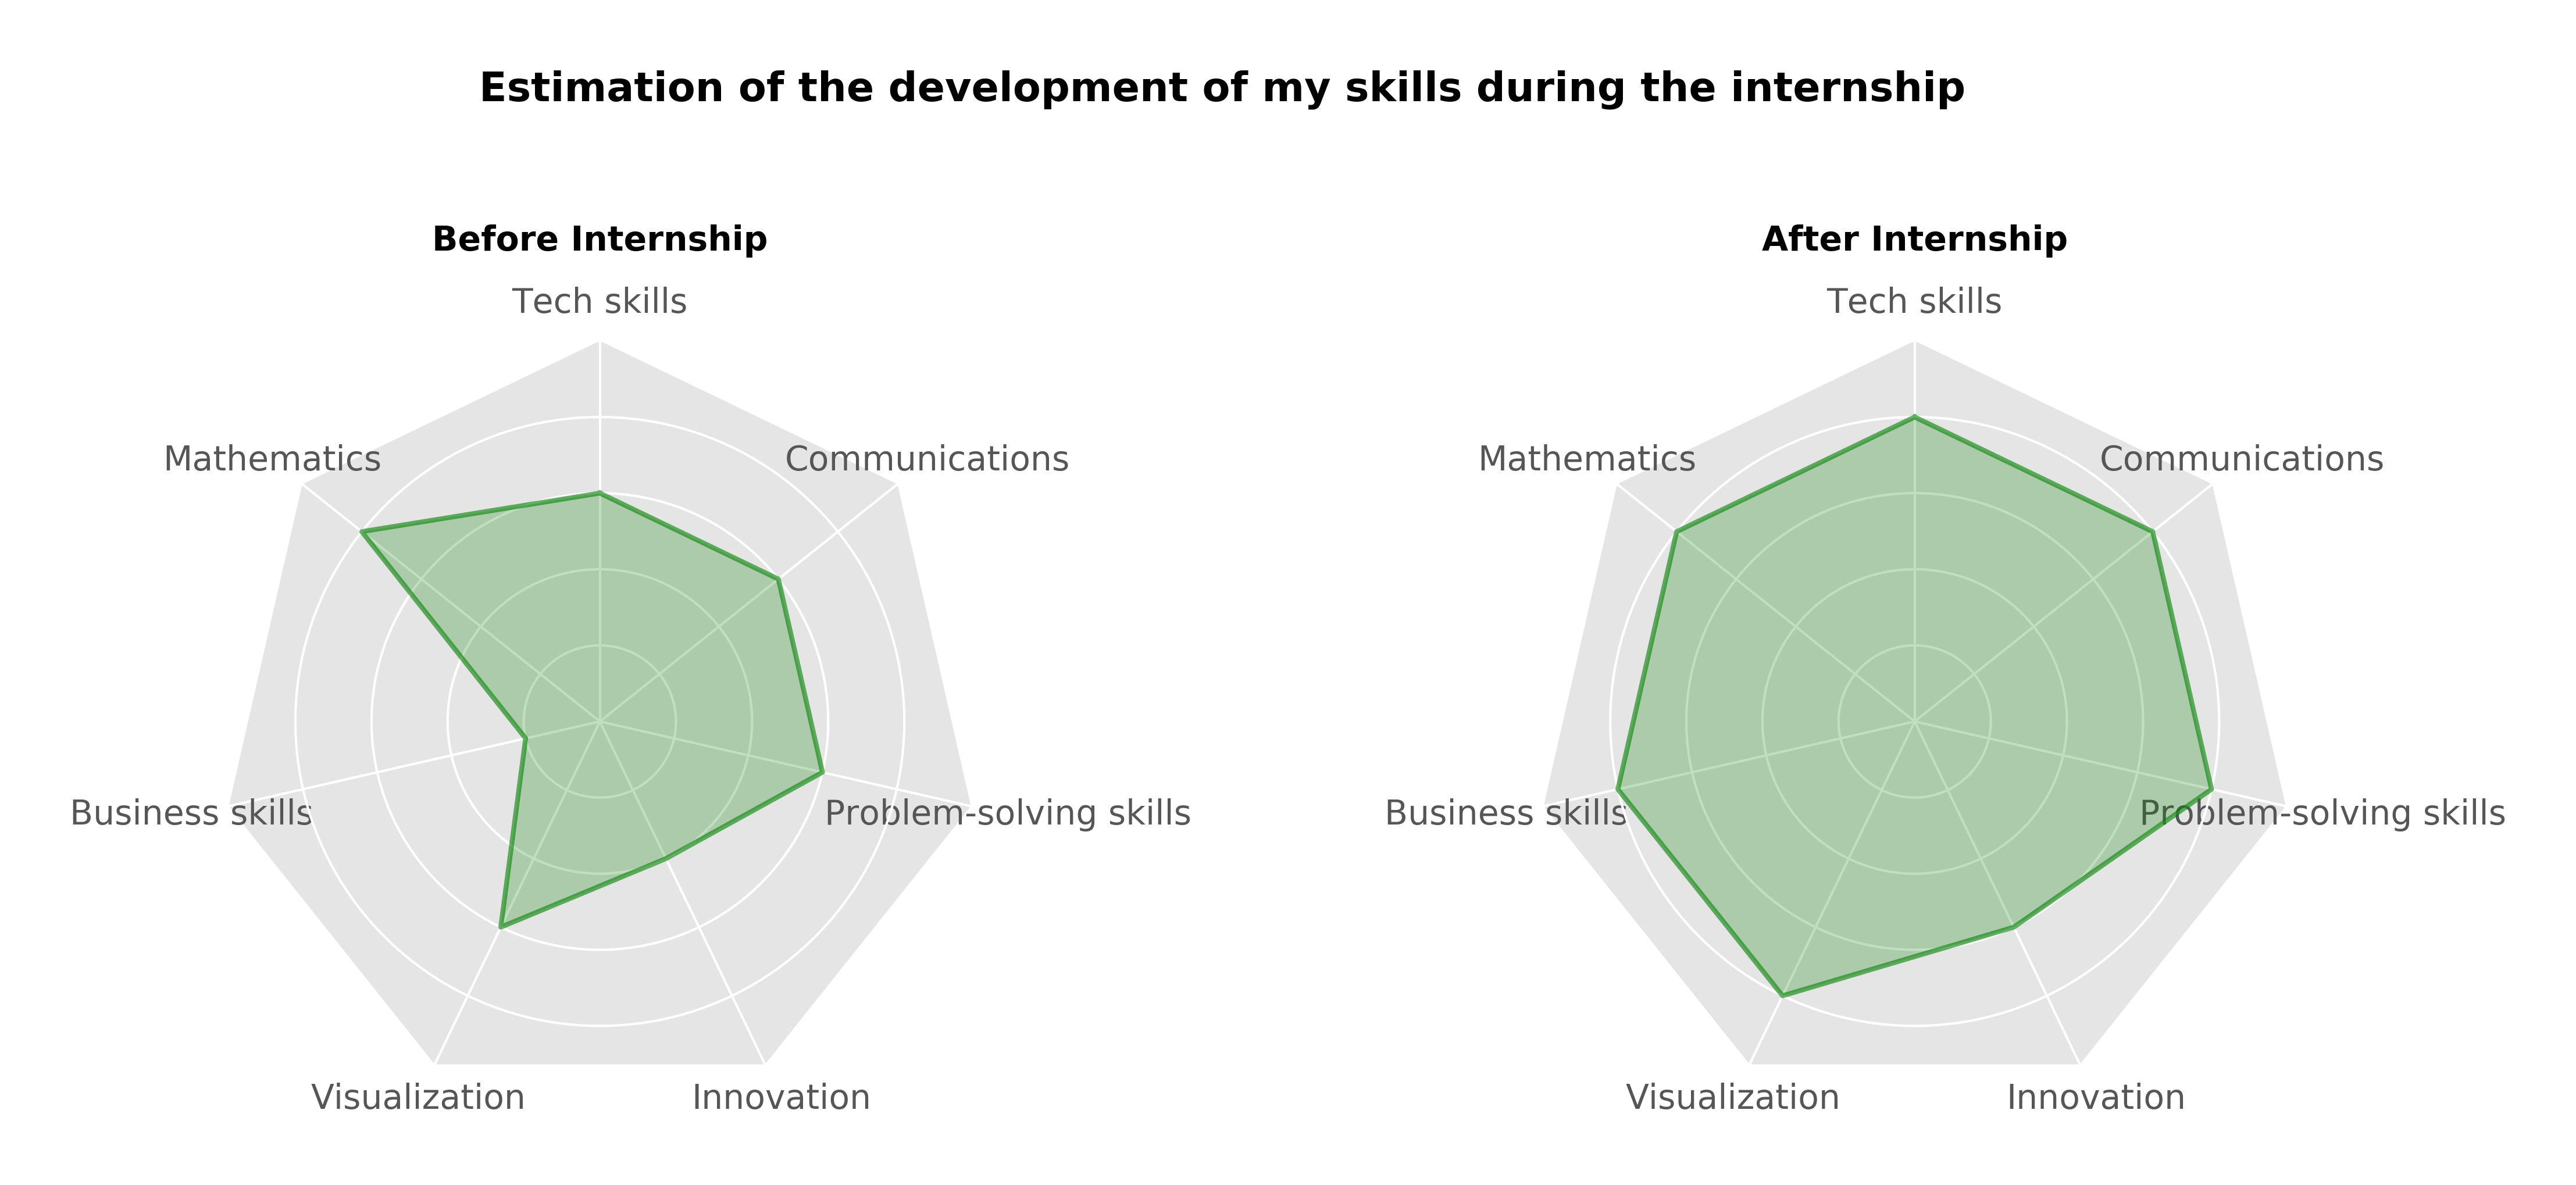 Estimation of the development of my skills during the internship
Before Internship
Tech skills
Mathematics
Communications
Business skills
Problem-solving skills
Visualization
Innovation
After Internship
Tech skills
Mathematics
Communications
Business skills
Problem-solving skills
Visualization
Innovation